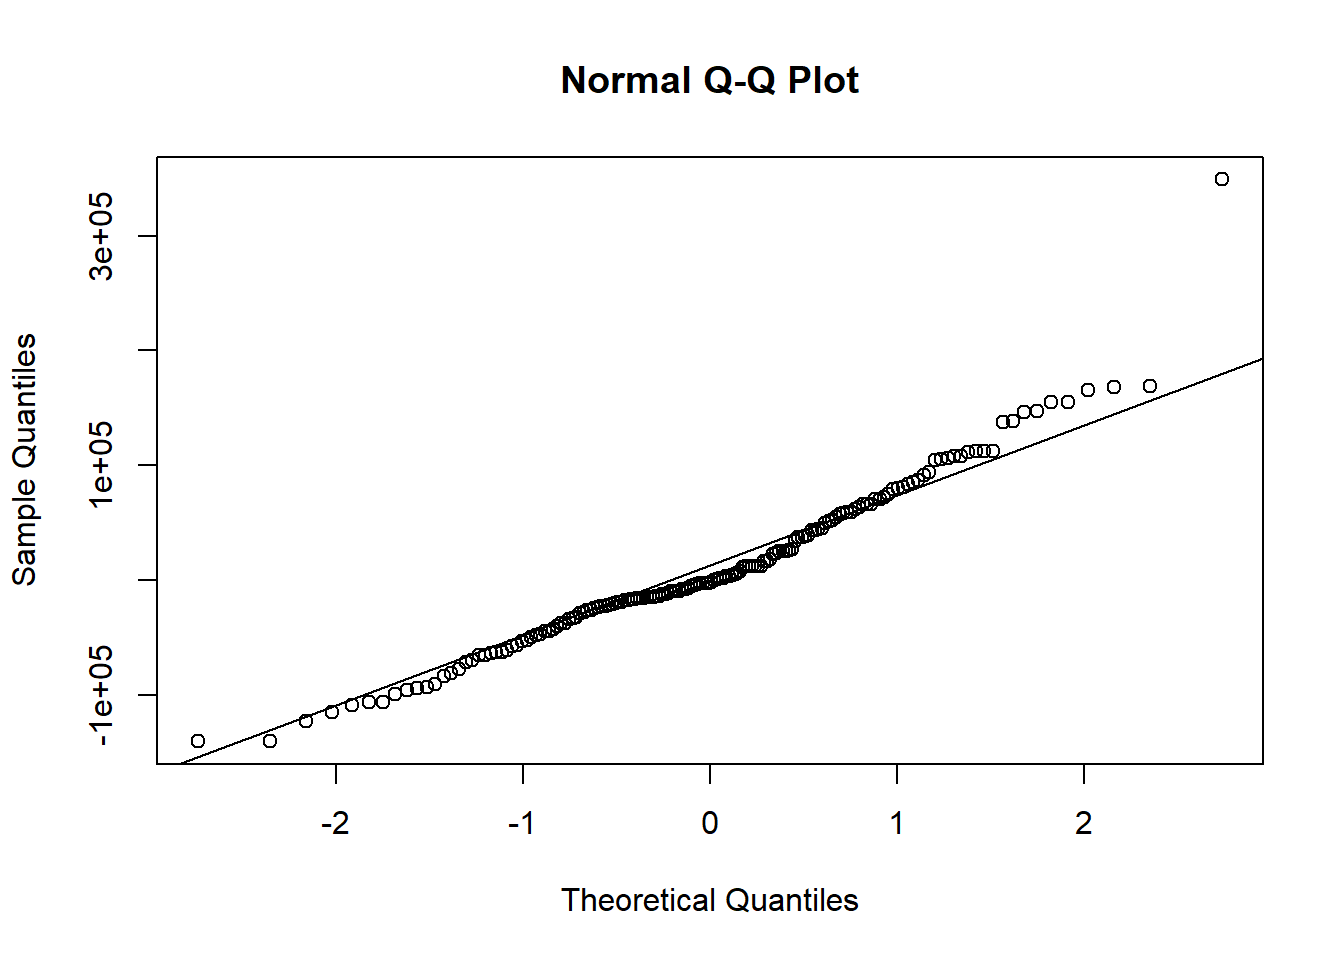 Normal Q-Q Plot
3e+05
1e+05
-1e+05
Sample Quantiles
-2 -1 0 1 2
Theoretical Quantiles